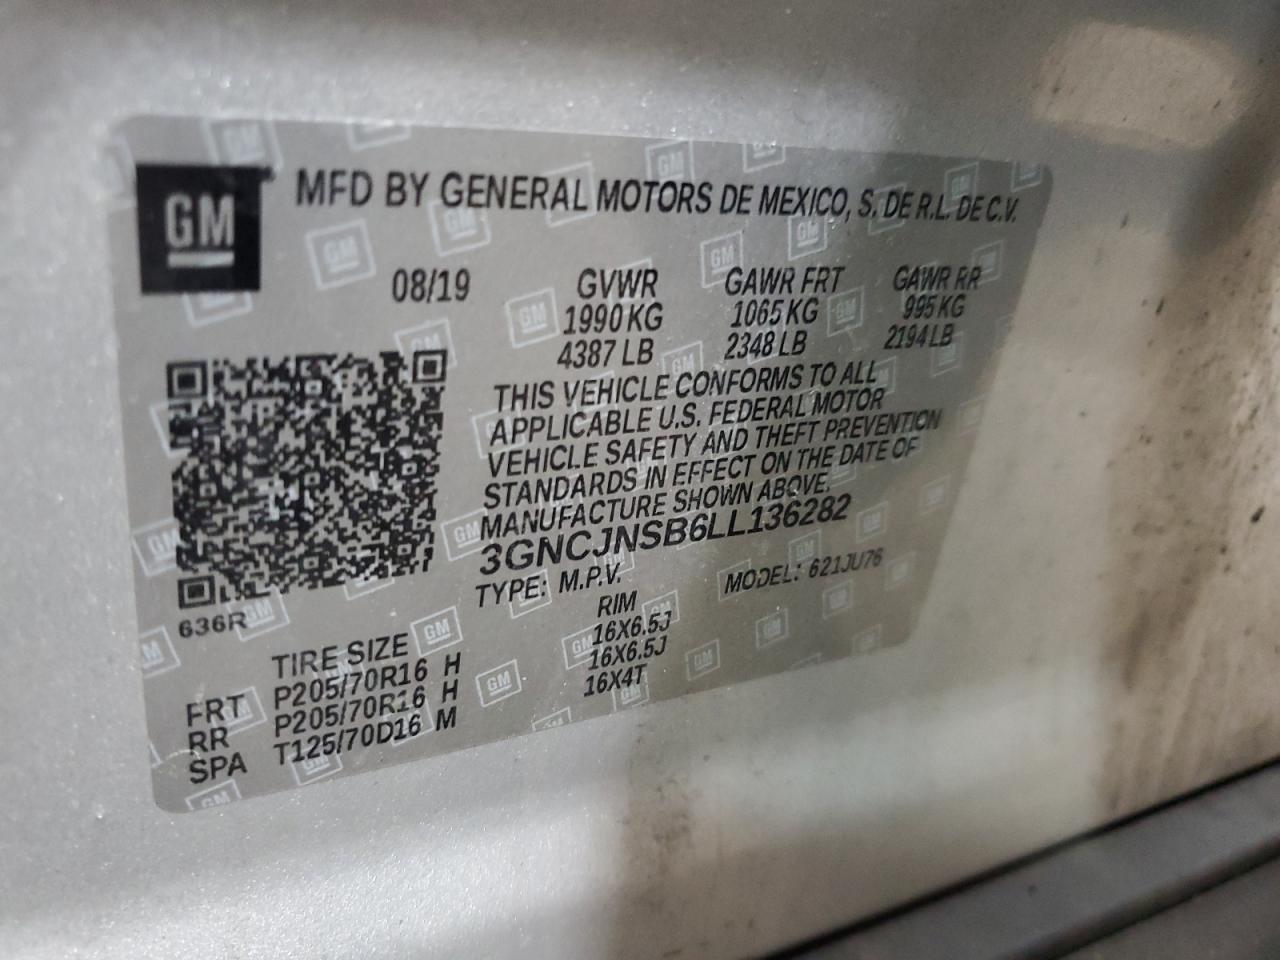 GM
MFD BY GENERAL MOTORS DE MEXICO, S. DE R.L. DE C.V.
08/19 GVWR GAWR FRT GAWR RR
1990 KG 1065 KG 995 KG
4387 LB 2348 LB 2194 LB
THIS VEHICLE CONFORMS TO ALL
APPLICABLE U.S. FEDERAL MOTOR
VEHICLE SAFETY AND THEFT PREVENTION
STANDARDS IN EFFECT ON THE DATE OF
MANUFACTURE SHOWN ABOVE.
3GNCJNSB6LL136282
TYPE: M.P.V. MODEL: 621JU76
636R
TIRE SIZE RIM
FRT P205/70R16 H 16X6.5J
RR P205/70R16 H 16X6.5J
SPA T125/70D16 M 16X4T